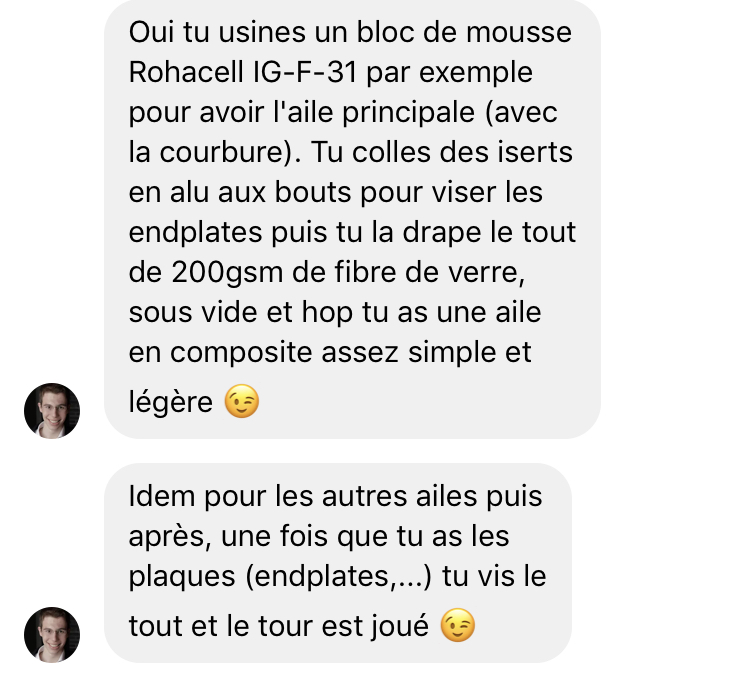 Oui tu usines un bloc de mousse
Rohacell IG-F-31 par exemple
pour avoir l'aile principale (avec
la courbure). Tu colles des iserts
en alu aux bouts pour viser les
endplates puis tu la drape le tout
de 200gsm de fibre de verre,
sous vide et hop tu as une aile
en composite assez simple et
légère 😉
Idem pour les autres ailes puis
après, une fois que tu as les
plaques (endplates,...) tu vis le
tout et le tour est joué 😉